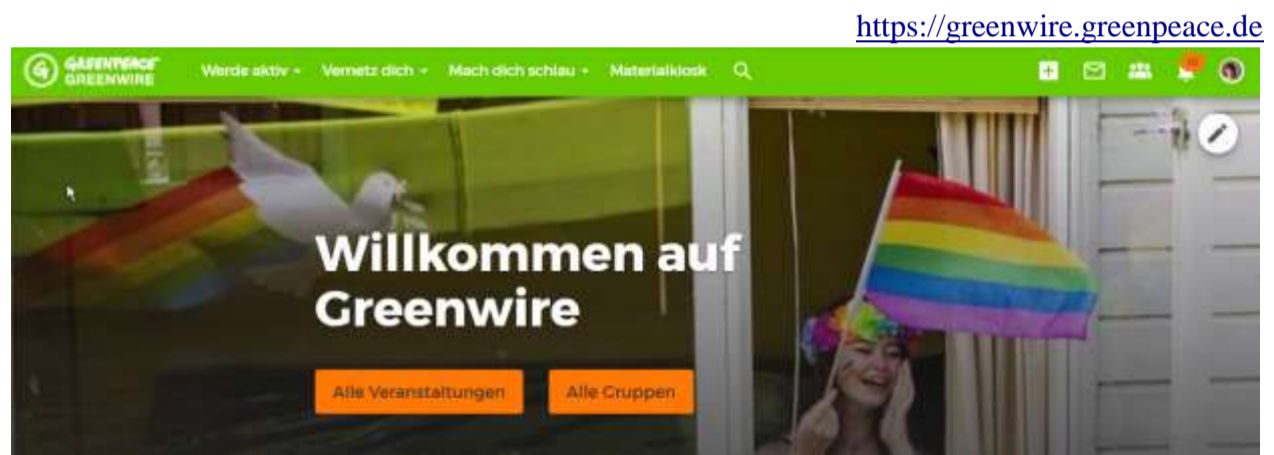 https://greenwire.greenpeace.de
GREENPEACE
GREENWIRE
Werde aktiv
Vernetz dich
Mach dich schlau
Materialkiosk
Willkommen auf
Greenwire
Alle Veranstaltungen
Alle Gruppen